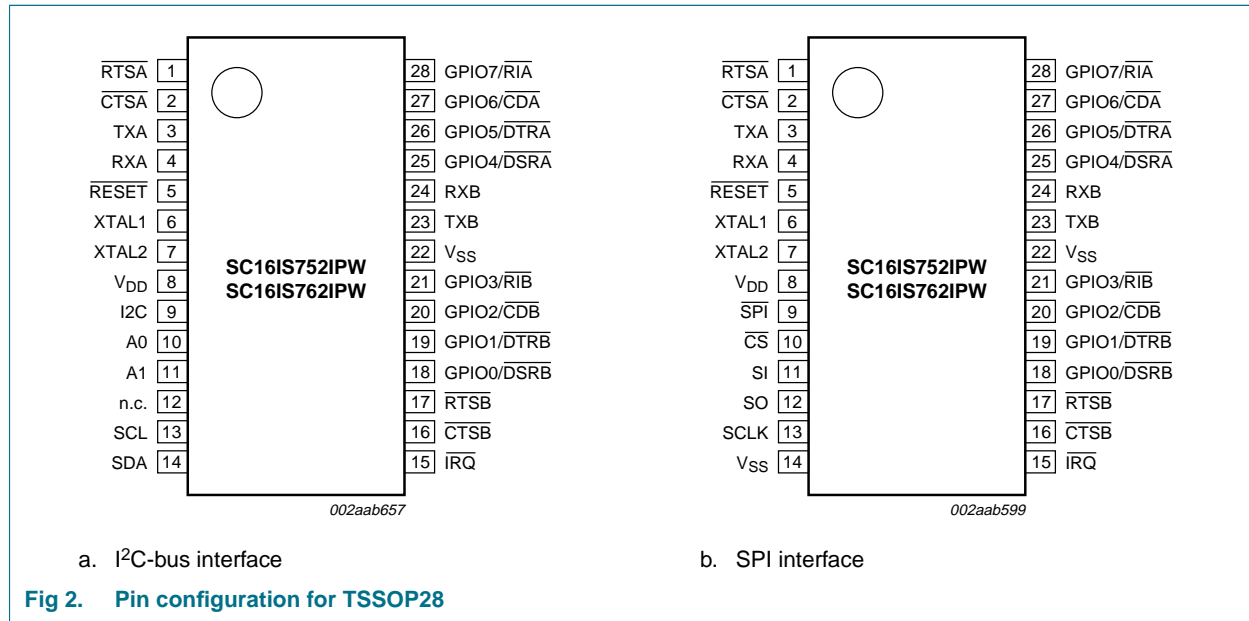 RTSA 1
CTSA 2
TXA 3
RXA 4
RESET 5
XTAL1 6
XTAL2 7
VDD 8
I2C 9
A0 10
A1 11
n.c. 12
SCL 13
SDA 14
SC16IS752IPW
SC16IS762IPW
28 GPIO7/RIA
27 GPIO6/CDA
26 GPIO5/DTRA
25 GPIO4/DSRA
24 RXB
23 TXB
22 VSS
21 GPIO3/RIB
20 GPIO2/CDB
19 GPIO1/DTRB
18 GPIO0/DSRB
17 RTSB
16 CTSB
15 IRQ
002aab657
a. I2C-bus interface
RTSA 1
CTSA 2
TXA 3
RXA 4
RESET 5
XTAL1 6
XTAL2 7
VDD 8
SPI 9
CS 10
SI 11
SO 12
SCLK 13
VSS 14
SC16IS752IPW
SC16IS762IPW
28 GPIO7/RIA
27 GPIO6/CDA
26 GPIO5/DTRA
25 GPIO4/DSRA
24 RXB
23 TXB
22 VSS
21 GPIO3/RIB
20 GPIO2/CDB
19 GPIO1/DTRB
18 GPIO0/DSRB
17 RTSB
16 CTSB
15 IRQ
002aab599
b. SPI interface
Fig 2. Pin configuration for TSSOP28